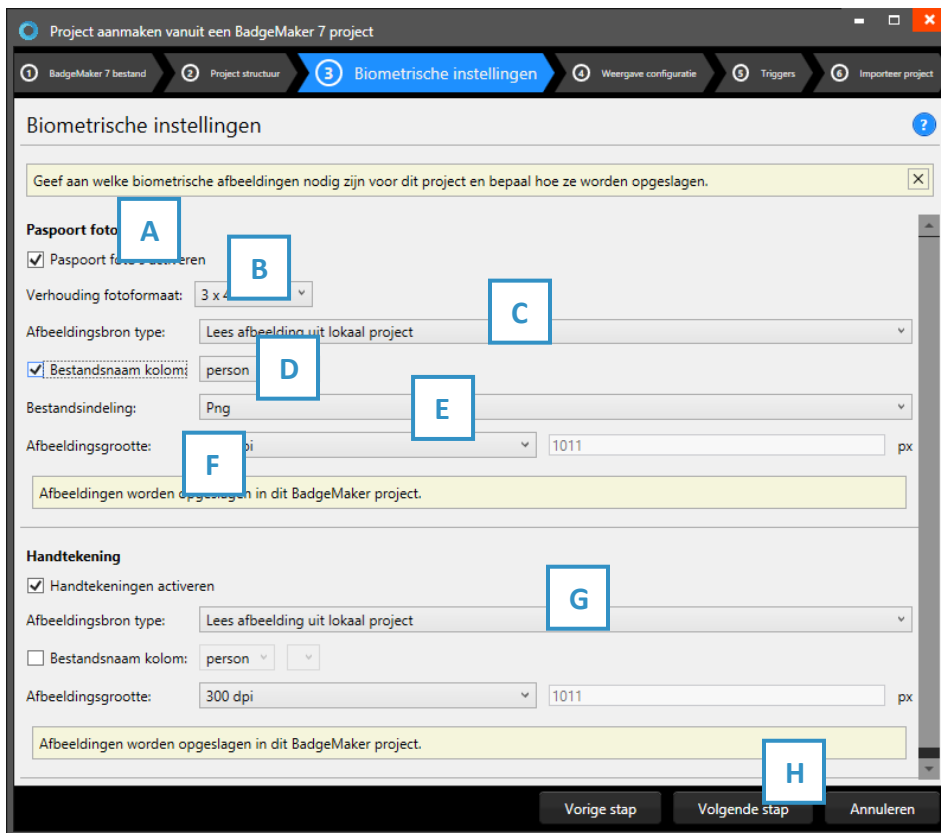 Project aanmaken vanuit een BadgeMaker 7 project
1 BadgeMaker 7 bestand 2 Project structuur 3 Biometrische instellingen 4 Weergave configuratie 5 Triggers 6 Importeer project
Biometrische instellingen ?
Geef aan welke biometrische afbeeldingen nodig zijn voor dit project en bepaal hoe ze worden opgeslagen.
Paspoort foto
A
Paspoort foto's activeren
B
Verhouding fotoformaat: 3 x 4
C
Afbeeldingsbron type: Lees afbeelding uit lokaal project
Bestandsnaam kolom: person D
E
Bestandsindeling: Png
Afbeeldingsgrootte: 1011 px
F
Afbeeldingen worden opgeslagen in dit BadgeMaker project.
Handtekening
Handtekeningen activeren
G
Afbeeldingsbron type: Lees afbeelding uit lokaal project
Bestandsnaam kolom: person
Afbeeldingsgrootte: 300 dpi 1011 px
Afbeeldingen worden opgeslagen in dit BadgeMaker project.
H
Vorige stap Volgende stap Annuleren